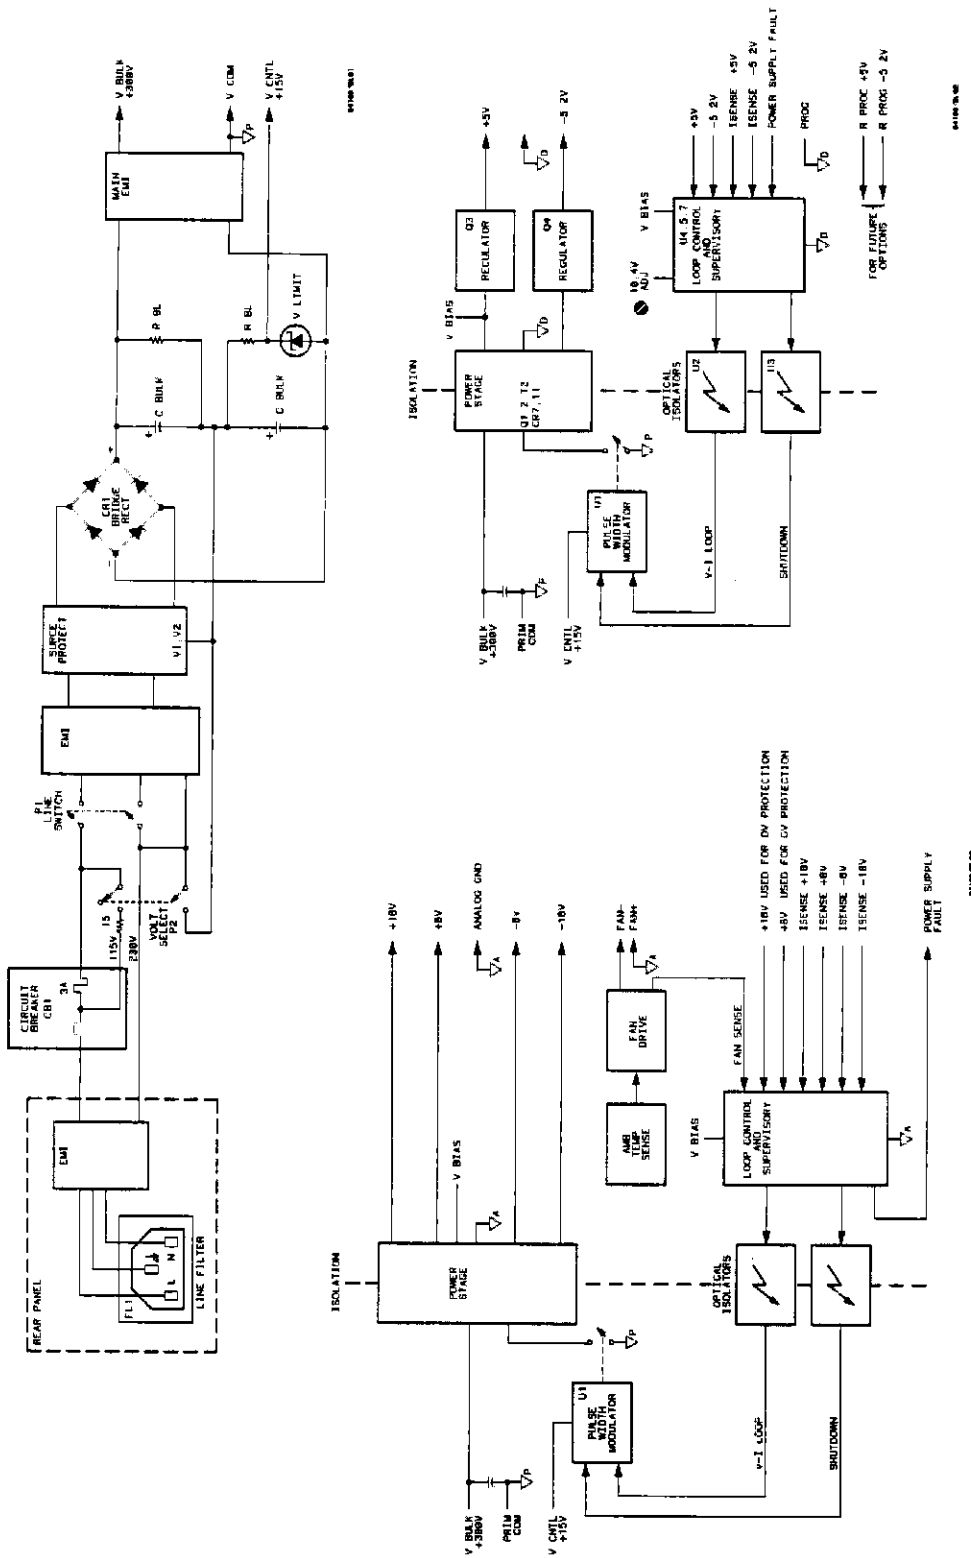 REAR PANEL
FL1
L
N
LINE FILTER
EMI
CIRCUIT
BREAKER
CB1
3A
115V
230V
VOLT
SELECT
P2
LINE
SWITCH
EMI
PROTECT
V1, V2
CR1
BRIDGE
RECT
+
C BULK
+
C BULK
R BL
R BL
V LIMIT
MAIN
EMI
V BULK
+300V
V COM
P
V CNTL
+15V
V BULK
+300V
PRIM
COM
P
V CNTL
+15V
U1
PULSE
WIDTH
MODULATOR
P
V-I LOOP
SHUTDOWN
ISOLATION
POWER
STAGE
V BIAS
A
+18V
+8V
ANALOG GND
A
-8V
-18V
OPTICAL
ISOLATORS
AMB
TEMP
SENSE
FAN
DRIVE
FAN-
FAN+
A
FAN SENSE
V BIAS
LOOP CONTROL
AND
SUPERVISORY
A
+18V USED FOR OV PROTECTION
+8V USED FOR OV PROTECTION
ISENSE +18V
ISENSE +8V
ISENSE -8V
ISENSE -18V
POWER SUPPLY
FAULT
V BULK
+300V
PRIM
COM
P
V CNTL
+15V
U1
PULSE
WIDTH
MODULATOR
P
V-I LOOP
SHUTDOWN
ISOLATION
POWER
STAGE
V BIAS
D
Q3
REGULATOR
+5V
D
Q4
REGULATOR
-5 2V
OPTICAL
ISOLATORS
U2
U3
ADJ
V BIAS
U4.5.7
LOOP CONTROL
AND
SUPERVISORY
D
+5V
-5 2V
ISENSE +5V
ISENSE -5 2V
POWER SUPPLY FAULT
PROG
D
FOR FUTURE
OPTIONS
R PROG +5V
R PROG -5 2V